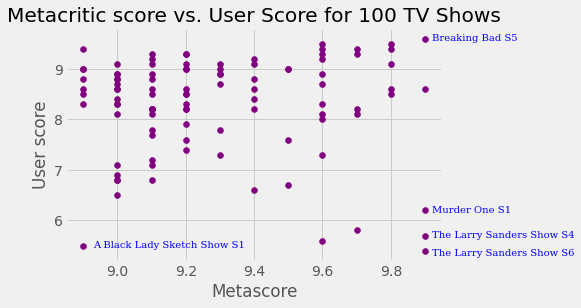 Metacritic score vs. User Score for 100 TV Shows
Breaking Bad S5
9
8
7
6
User score
Murder One S1
The Larry Sanders Show S4
A Black Lady Sketch Show S1
The Larry Sanders Show S6
9.0
9.2
9.4
9.6
9.8
Metascore